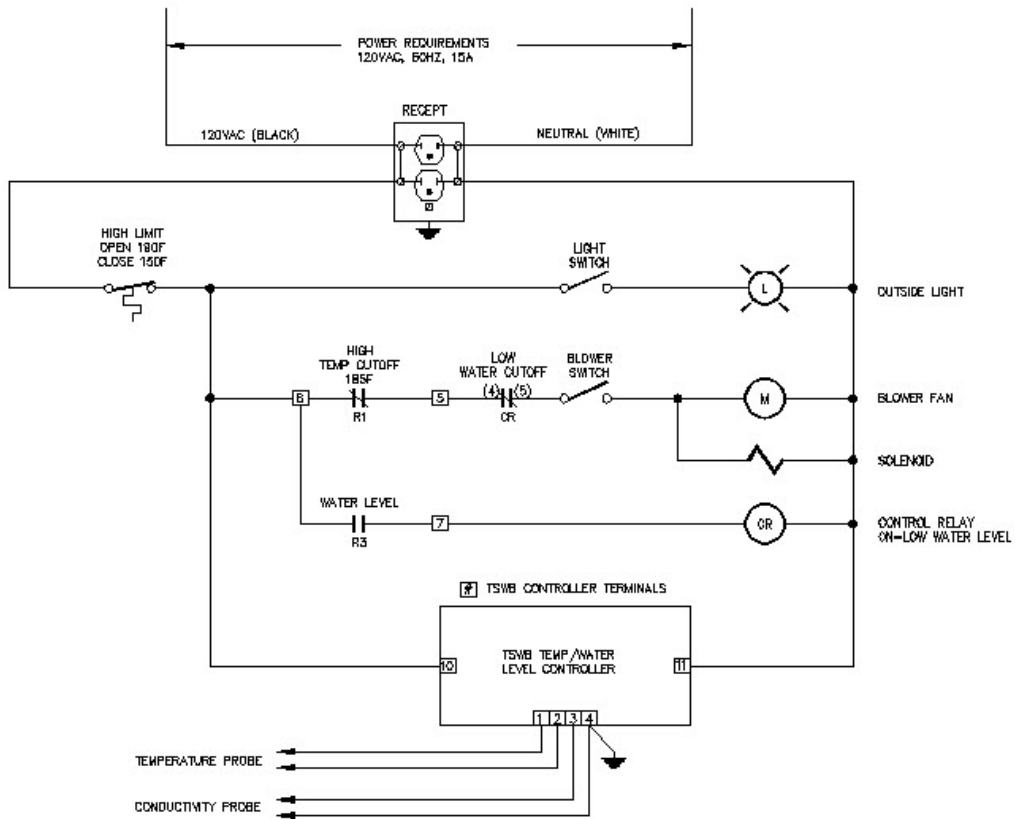 POWER REQUIREMENTS
120VAC, 60HZ, 15A
RECEPT
120VAC (BLACK)
NEUTRAL (WHITE)
HIGH LIMIT
OPEN 190F
CLOSE 150F
LIGHT
SWITCH
L
OUTSIDE LIGHT
HIGH
TEMP CUTOFF
185F
LOW
WATER CUTOFF
BLOWER
SWITCH
6
R1
5
(4) (5)
CR
M
BLOWER FAN
SOLENOID
WATER LEVEL
R3
7
CR
CONTROL RELAY
ON-LOW WATER LEVEL
# TSWB CONTROLLER TERMINALS
10
TSWB TEMP/WATER
LEVEL CONTROLLER
11
1 2 3 4
TEMPERATURE PROBE
CONDUCTIVITY PROBE